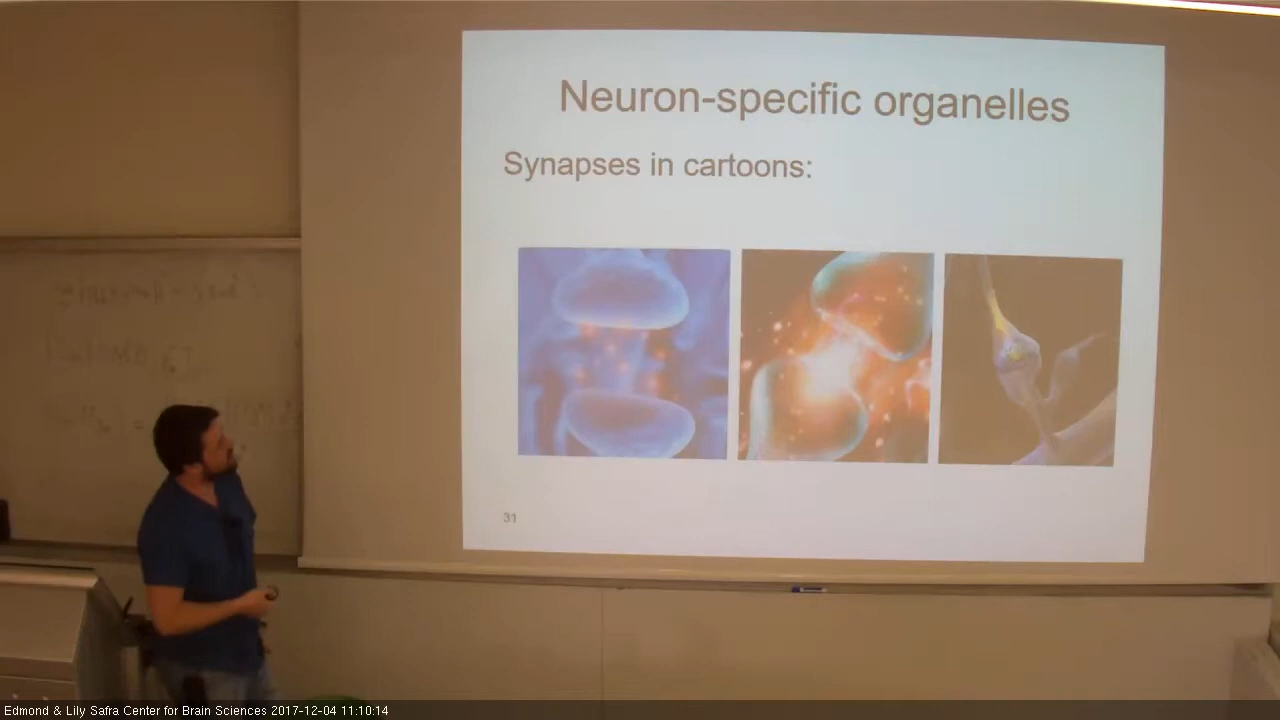 Neuron-specific organelles
Synapses in cartoons:
31
Edmond & Lily Safra Center for Brain Sciences 2017-12-04 11:10:14